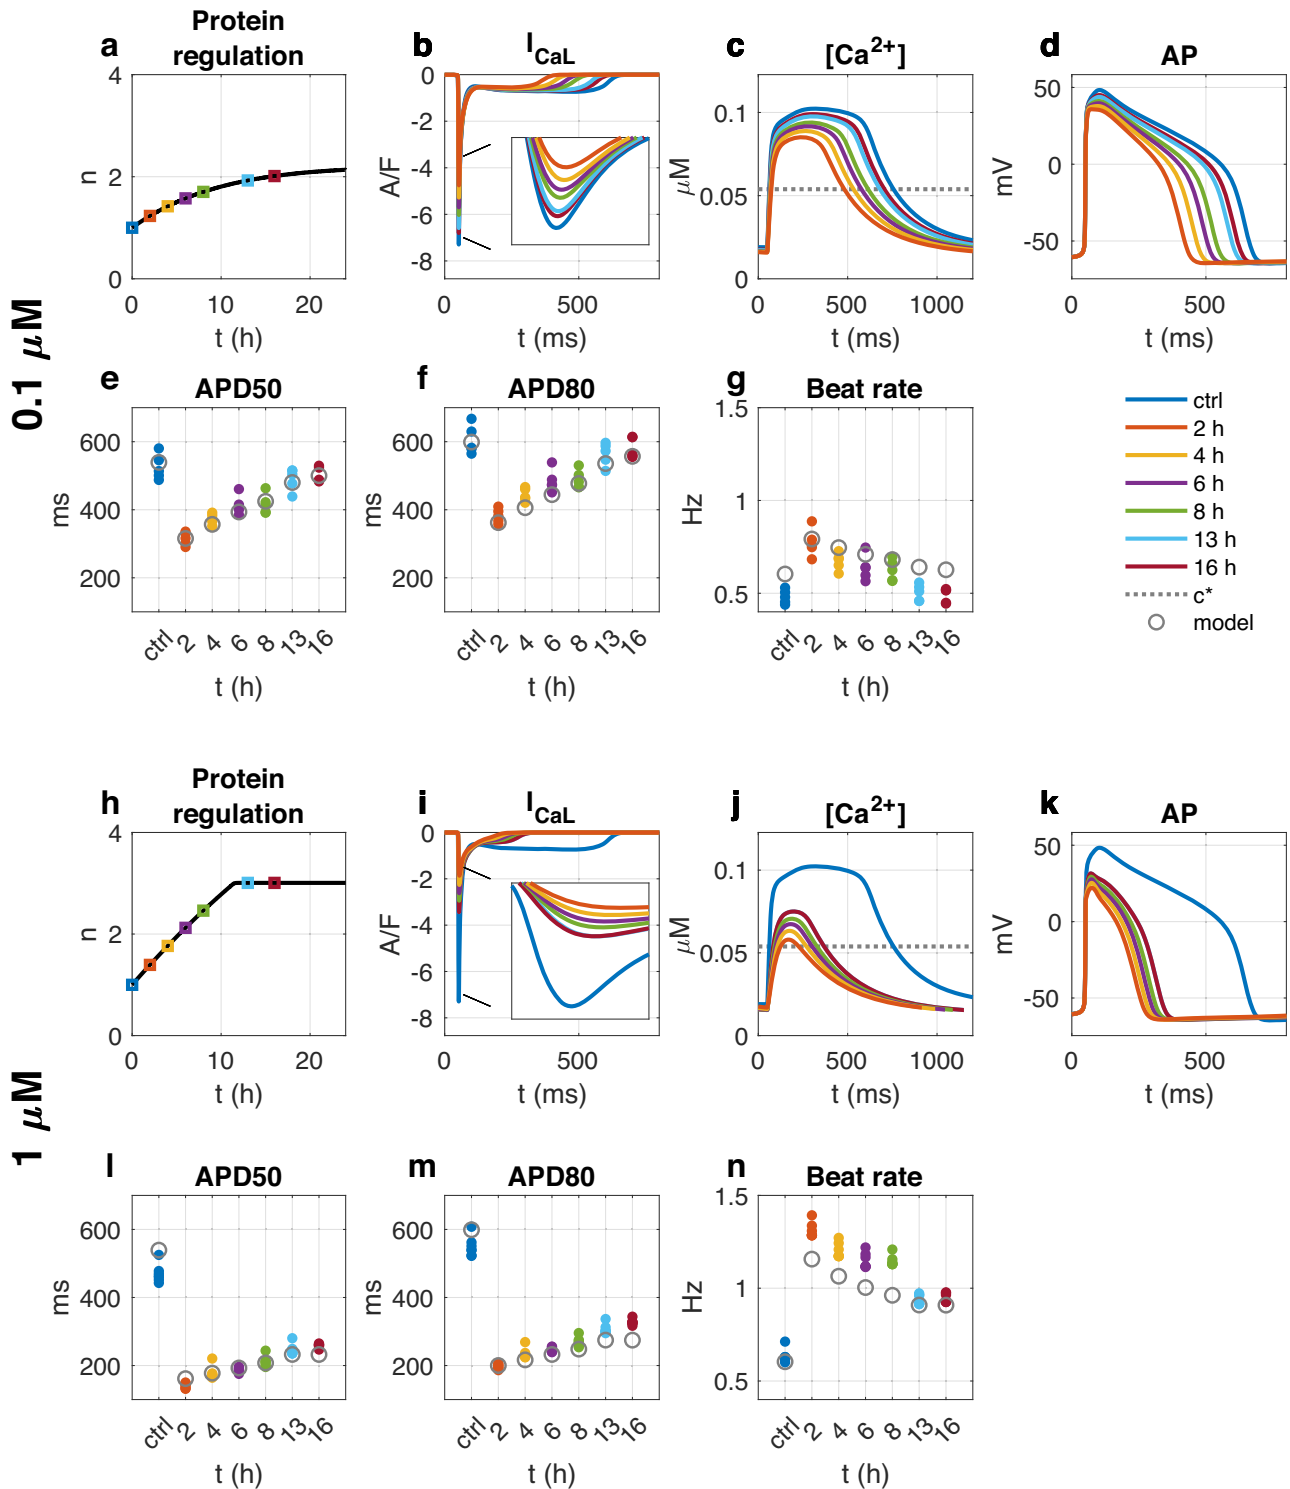 0.1 μM
a
Protein
regulation
4
2
0
n
0
10
20
t (h)
b
I_CaL
0
-2
-4
-6
-8
A/F
0
500
t (ms)
c
[Ca²⁺]
0.1
0.05
0
μM
0
500
1000
t (ms)
d
AP
50
0
-50
mV
0
500
t (ms)
e
APD50
600
400
200
ms
ctrl
2
4
6
8
13
16
t (h)
f
APD80
600
400
200
ms
ctrl
2
4
6
8
13
16
t (h)
g
Beat rate
1.5
1
0.5
Hz
ctrl
2
4
6
8
13
16
t (h)
ctrl
2 h
4 h
6 h
8 h
13 h
16 h
c*
model
1 μM
h
Protein
regulation
4
2
0
n
0
10
20
t (h)
i
I_CaL
0
-2
-4
-6
-8
A/F
0
500
t (ms)
j
[Ca²⁺]
0.1
0.05
0
μM
0
500
1000
t (ms)
k
AP
50
0
-50
mV
0
500
t (ms)
l
APD50
600
400
200
ms
ctrl
2
4
6
8
13
16
t (h)
m
APD80
600
400
200
ms
ctrl
2
4
6
8
13
16
t (h)
n
Beat rate
1.5
1
0.5
Hz
ctrl
2
4
6
8
13
16
t (h)